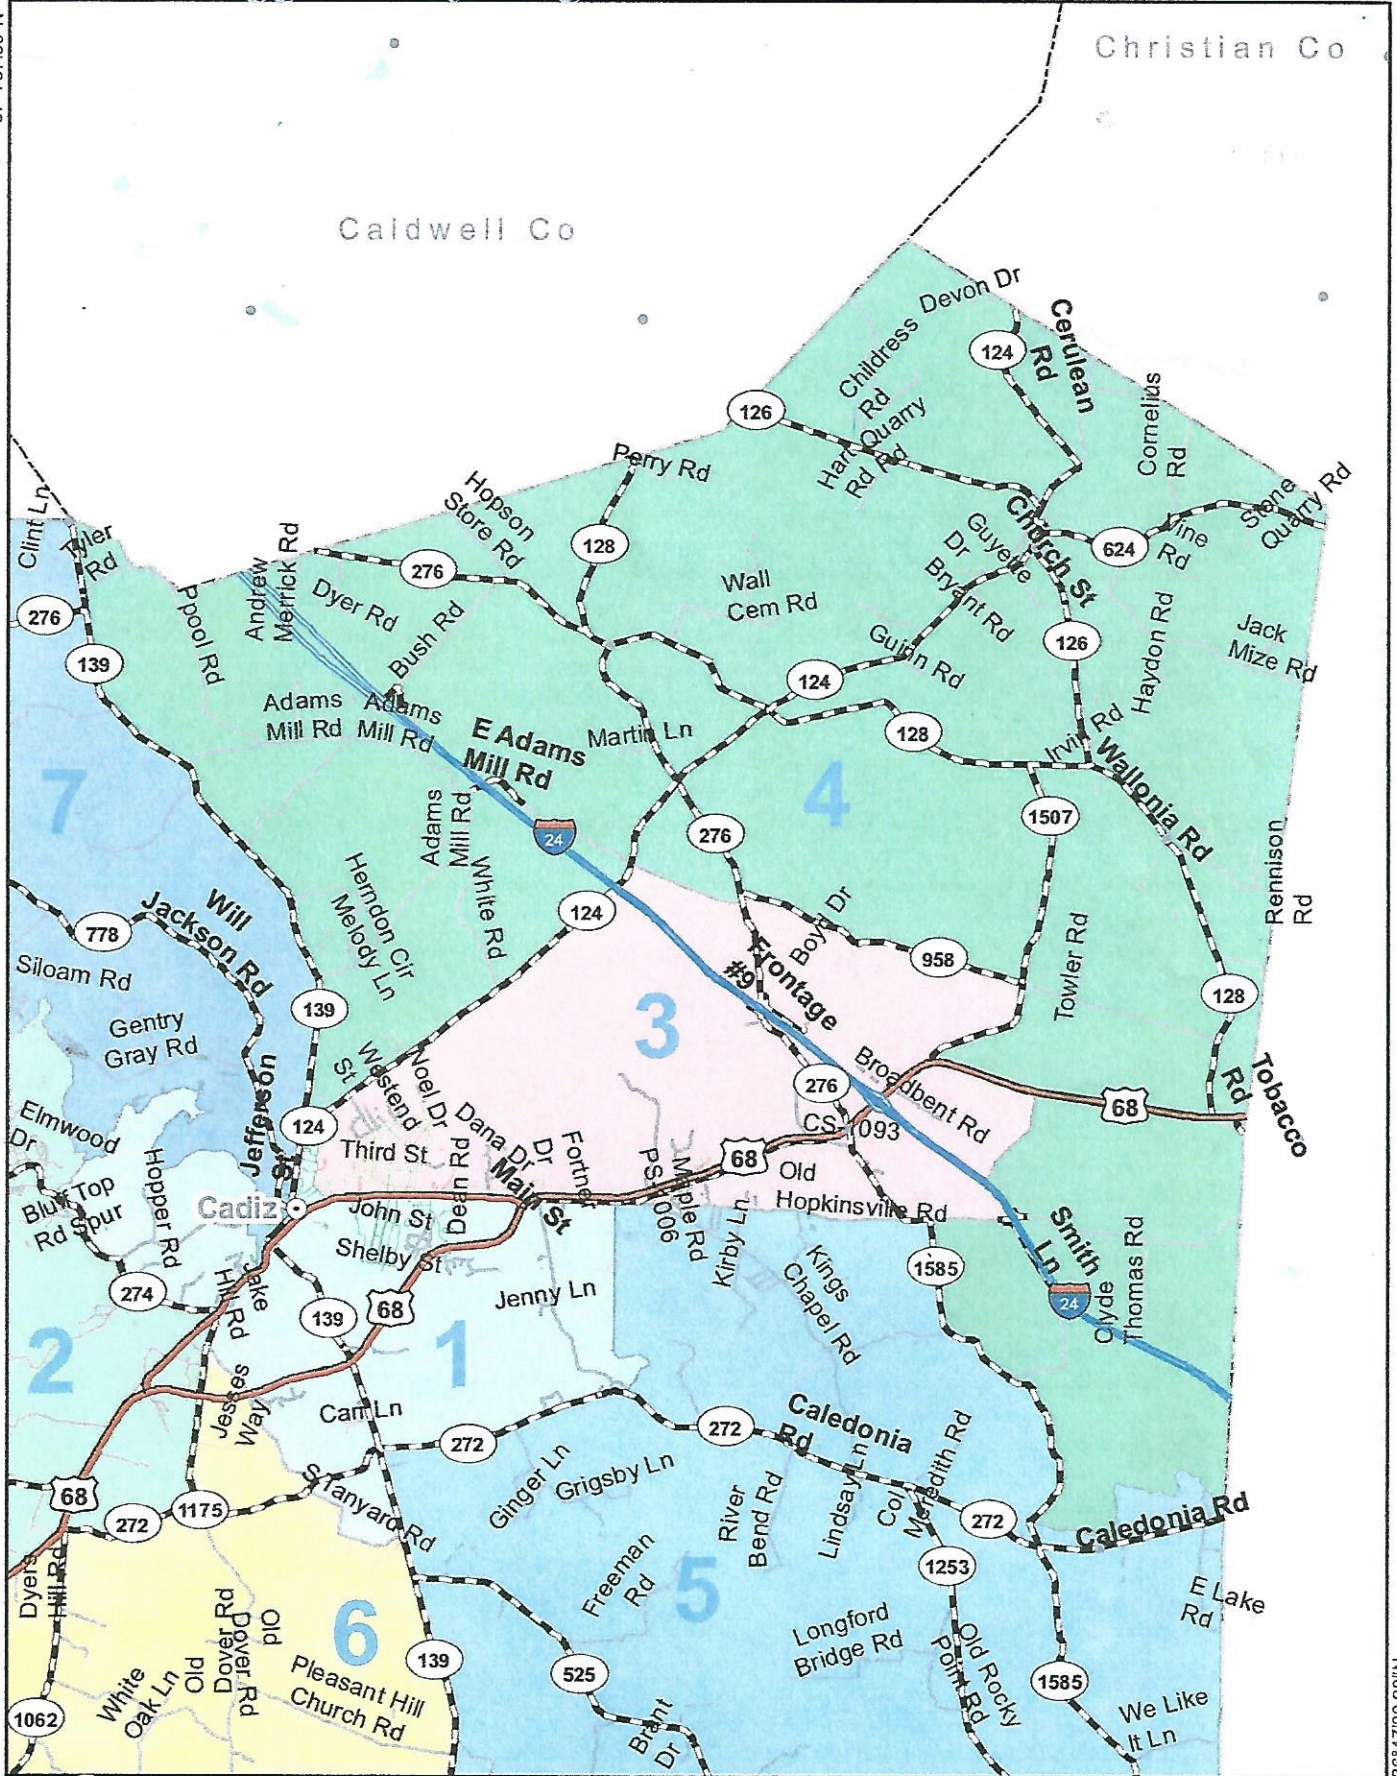 Christian Co
Caldwell Co
Devon Dr
Cerulean
Rd
124
Childress
Rd
126
Hart Quarry
Rd Rd
Cornelius
Rd
Perry Rd
Hopson
Store Rd
128
Stone
Quarry Rd
Church St
Guyette
Dr
624
Vine
Rd
Clint Ln
Tyler
Rd
276
139
Ppool Rd
Andrew
Merrick Rd
276
Dyer Rd
Bush Rd
Wall
Cem Rd
Bryant Rd
126
Haydon Rd
Jack
Mize Rd
Guinn Rd
124
Adams
Mill Rd
Adams
Mill Rd
E Adams
Mill Rd
Martin Ln
128
Irvin Rd
Wallonia Rd
7
4
1507
276
24
Adams
Mill Rd
White Rd
Rennison
Rd
Herndon Cir
Melody Ln
Will
Jackson Rd
778
124
Boyd Dr
958
Towler Rd
Siloam Rd
Frontage
#9
128
139
Gentry
Gray Rd
3
Westend
St
Noel Dr
276
Broadbent Rd
68
Tobacco
Rd
Jefferson
St
124
Elmwood
Dr
Third St
Dana Dr
Dr
Fortner
CS-1093
Dean Rd
Main St
PS-1006
Maple Rd
68
Old
Hopkinsville Rd
Bluff Top
Rd Spur
Hopper Rd
Cadiz
John St
Shelby St
Kirby Ln
Kings
Chapel Rd
1585
Smith
Ln
Clyde
Thomas Rd
24
274
Jake
Hill Rd
139
68
Jenny Ln
2
1
Jesses
Way
Cam Ln
272
272
Caledonia
Rd
Ginger Ln
Grigsby Ln
River
Bend Rd
Lindsay Ln
Col
Meredith Rd
68
272
1175
S Tanyard Rd
272
Caledonia Rd
Dyers
Hill Rd
Freeman
Rd
5
1253
E Lake
Rd
Old
Dover Rd
Old
Dover Rd
6
Longford
Bridge Rd
Old Rocky
Point Rd
White
Oak Ln
Pleasant Hill
Church Rd
139
525
1585
1062
Brant
Dr
We Like
It Ln